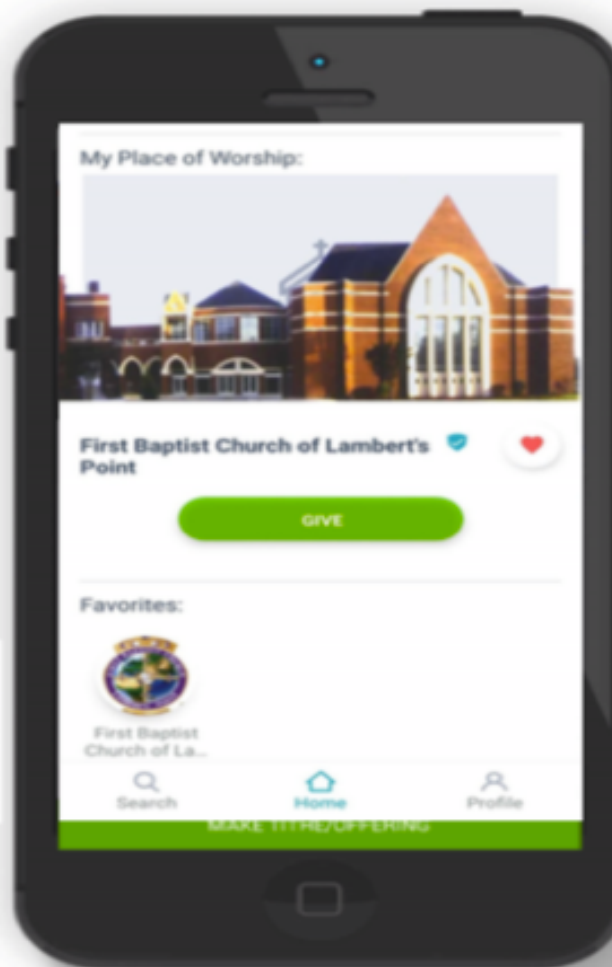 My Place of Worship:
First Baptist Church of Lambert's
Point
GIVE
Favorites:
First Baptist
Church of La...
Search
Home
Profile
MAKE TITHE/OFFERING